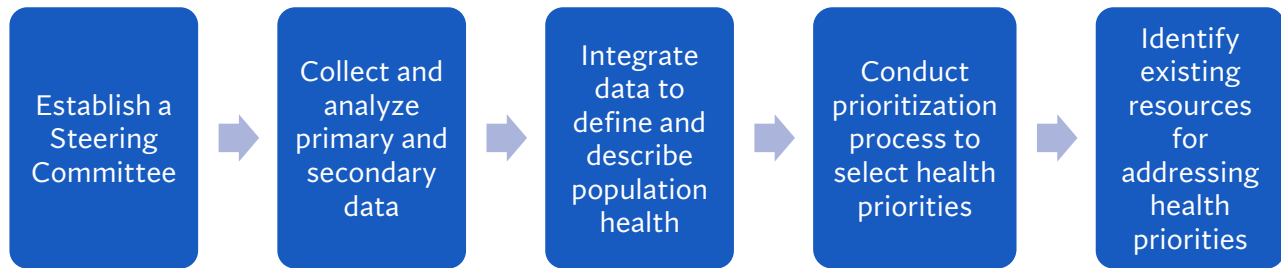 Establish a
Steering
Committee
Collect and
analyze
primary and
secondary
data
Integrate
data to
define and
describe
population
health
Conduct
prioritization
process to
select health
priorities
Identify
existing
resources
for
addressing
health
priorities